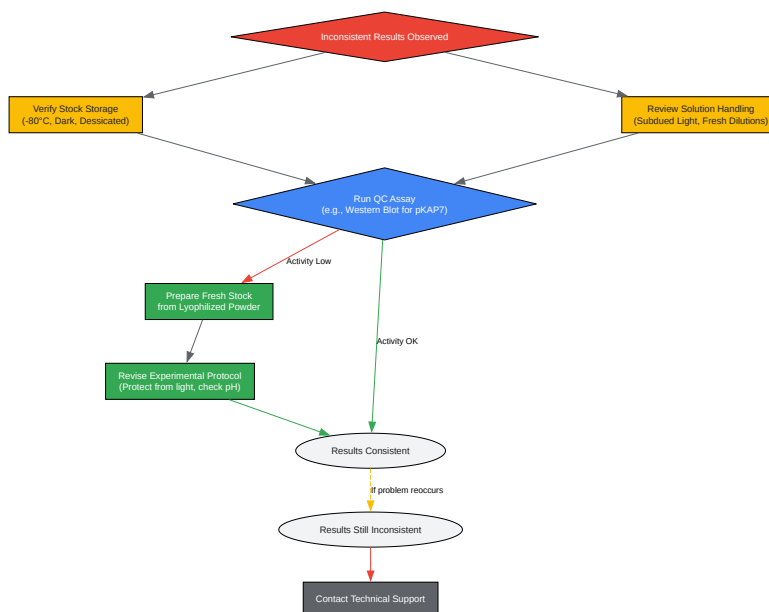 Inconsistent Results Observed
Verify Stock Storage
(-80°C, Dark, Dessicated)
Review Solution Handling
(Subdued Light, Fresh Dilutions)
Run QC Assay
(e.g., Western Blot for pKAP7)
Activity Low
Prepare Fresh Stock
from Lyophilized Powder
Activity OK
Revise Experimental Protocol
(Protect from light, check pH)
Results Consistent
If problem reoccurs
Results Still Inconsistent
Contact Technical Support